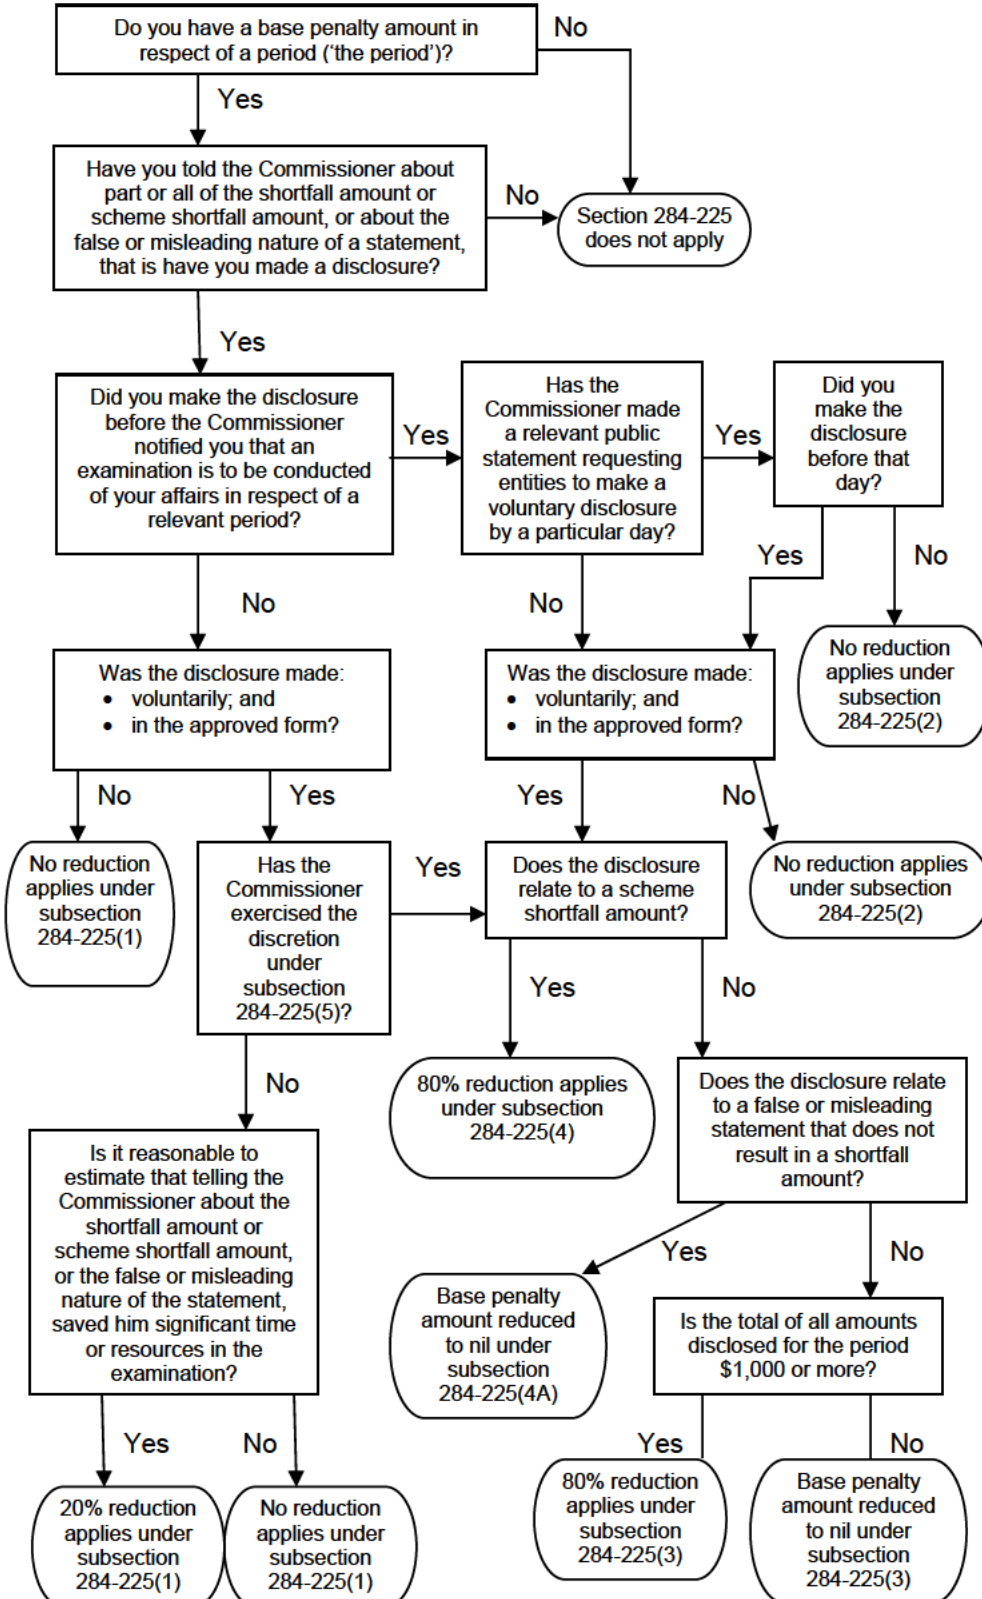 Do you have a base penalty amount in
respect of a period (‘the period’)?
No
Yes
Have you told the Commissioner about
part or all of the shortfall amount or
scheme shortfall amount, or about the
false or misleading nature of a statement,
that is have you made a disclosure?
No
Section 284-225
does not apply
Yes
Did you make the disclosure
before the Commissioner
notified you that an
examination is to be conducted
of your affairs in respect of a
relevant period?
Yes
Has the
Commissioner made
a relevant public
statement requesting
entities to make a
voluntary disclosure
by a particular day?
Yes
Did you
make the
disclosure
before that
day?
No
No
Yes
No
No reduction
applies under
subsection
284-225(2)
Was the disclosure made:
• voluntarily; and
• in the approved form?
Was the disclosure made:
• voluntarily; and
• in the approved form?
No
Yes
Yes
No
No reduction
applies under
subsection
284-225(1)
Has the
Commissioner
exercised the
discretion
under
subsection
284-225(5)?
Yes
Does the disclosure
relate to a scheme
shortfall amount?
No reduction applies
under subsection
284-225(2)
No
Yes
No
80% reduction applies
under subsection
284-225(4)
Does the disclosure relate
to a false or misleading
statement that does not
result in a shortfall
amount?
Is it reasonable to
estimate that telling the
Commissioner about the
shortfall amount or
scheme shortfall amount,
or the false or misleading
nature of the statement,
saved him significant time
or resources in the
examination?
Yes
No
Base penalty
amount reduced
to nil under
subsection
284-225(4A)
Is the total of all amounts
disclosed for the period
$1,000 or more?
Yes
No
Yes
No
20% reduction
applies under
subsection
284-225(1)
No reduction
applies under
subsection
284-225(1)
80% reduction
applies under
subsection
284-225(3)
Base penalty
amount reduced
to nil under
subsection
284-225(3)